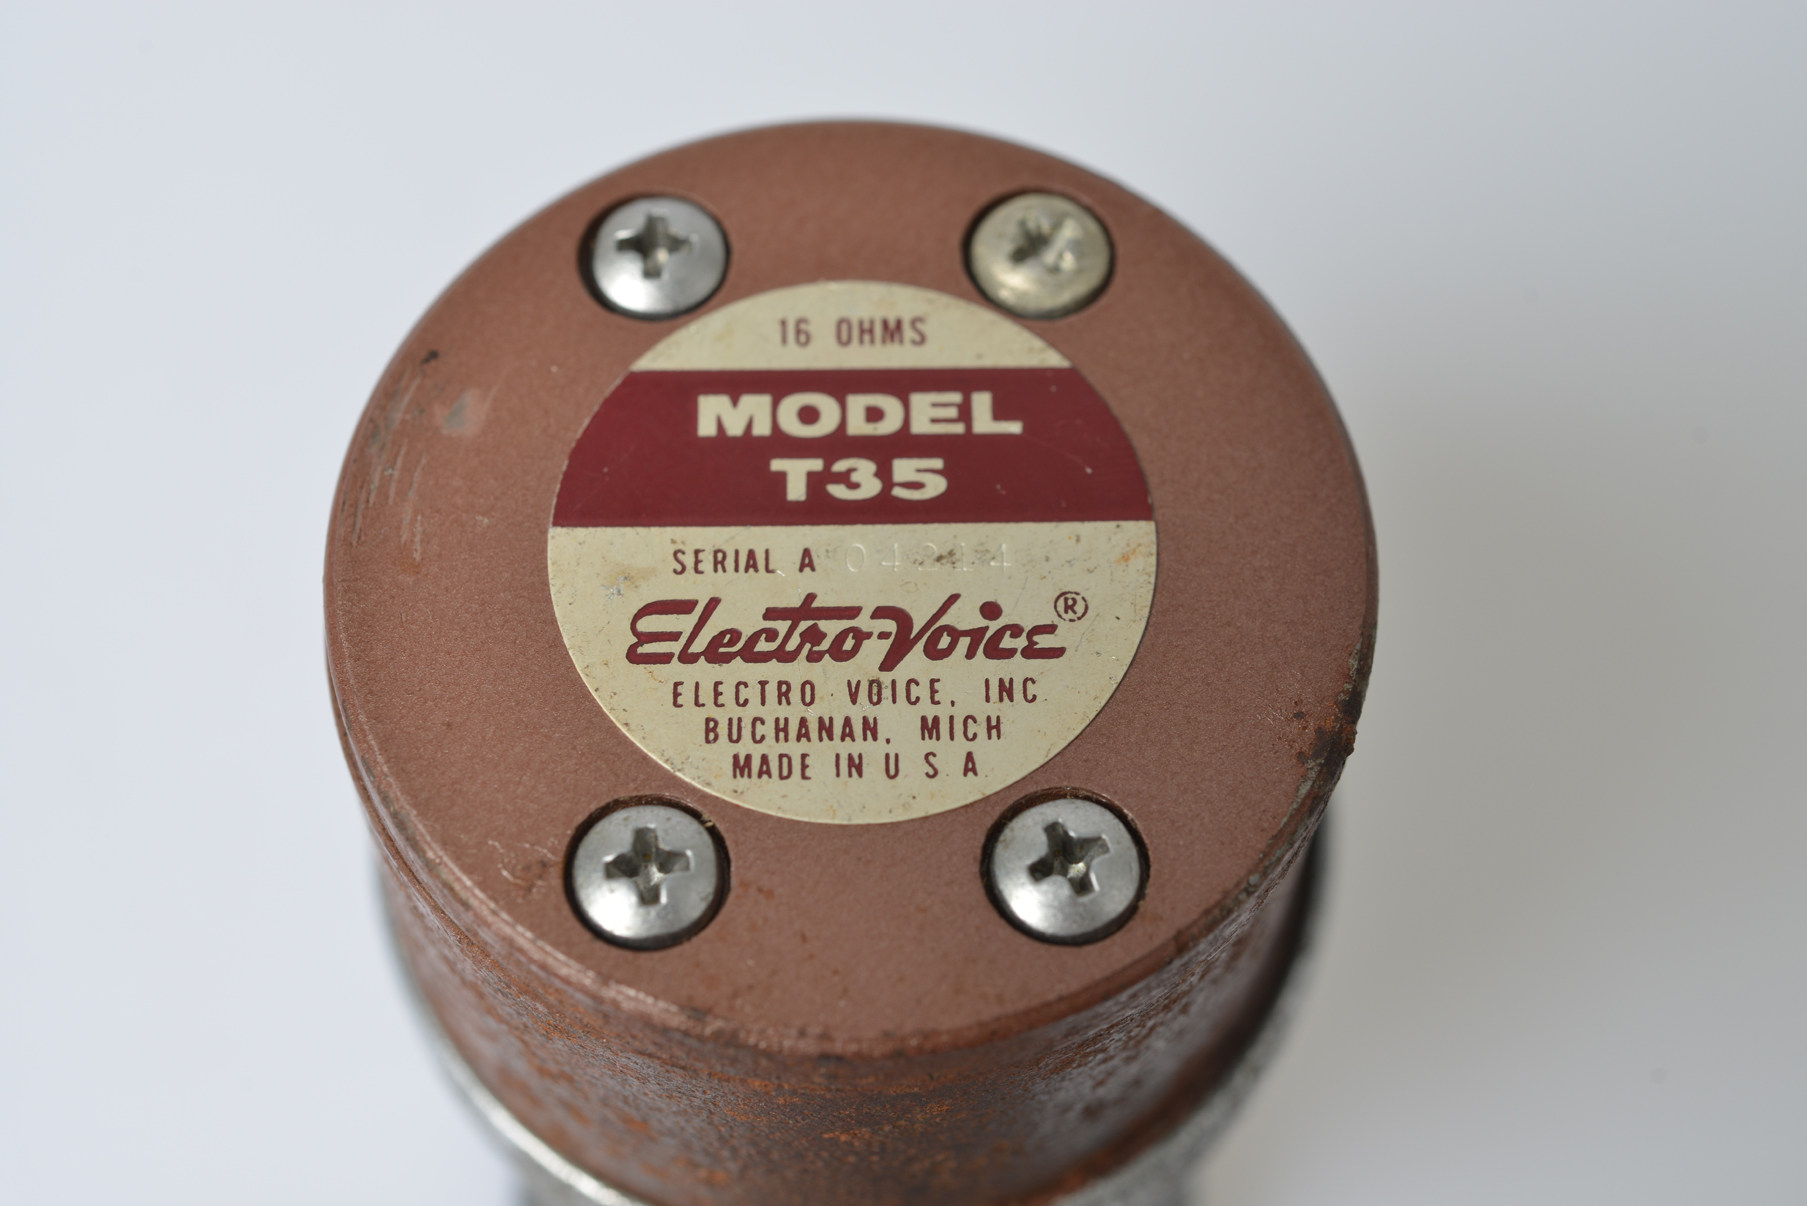 16 OHMS
MODEL
T35
SERIAL A 04214
Electro-Voice®
ELECTRO VOICE, INC
BUCHANAN, MICH
MADE IN U S A